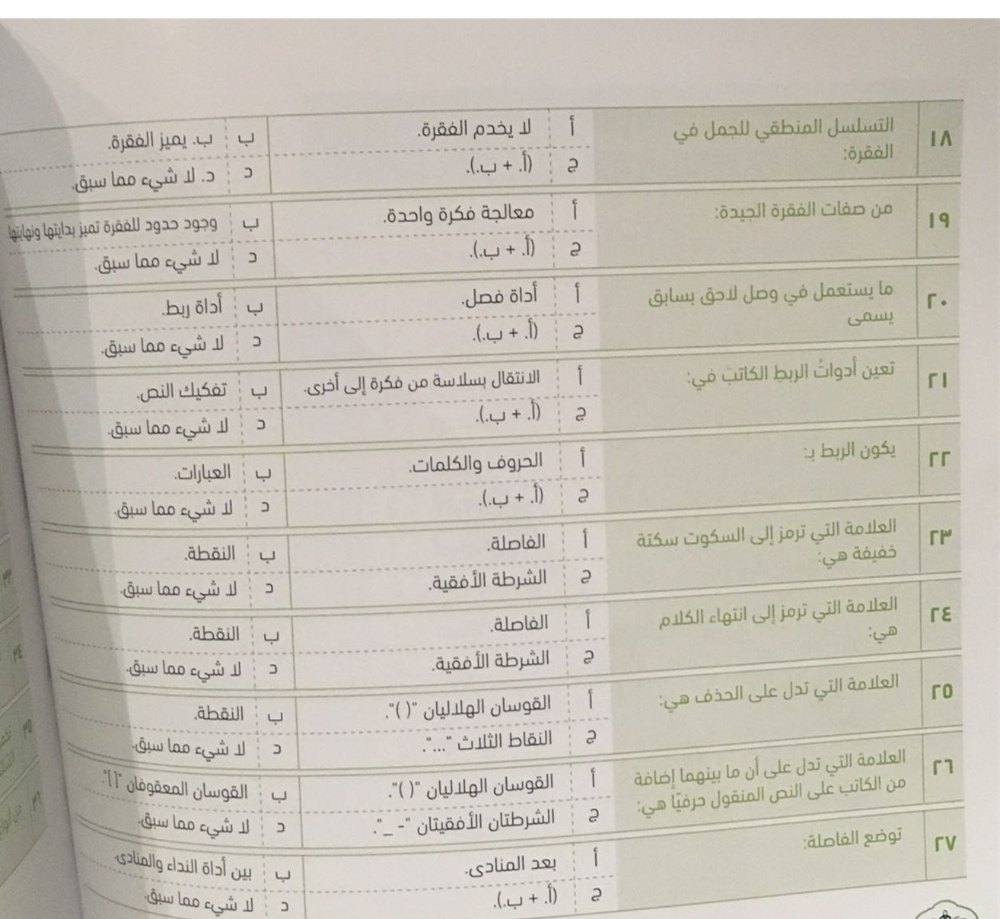 ١٨ التسلسل المنطقي للجمل في الفقرة: أ لا يخدم الفقرة. ب ب. يميز الفقرة.
ج (أ. + ب.). د د. لا شيء مما سبق.
١٩ من صفات الفقرة الجيدة: أ معالجة فكرة واحدة. ب وجود حدود للفقرة تميز بدايتها ونهايتها.
ج (أ. + ب.). د لا شيء مما سبق.
٢٠ ما يستعمل في وصل لاحق بسابق يسمى أ أداة فصل. ب أداة ربط.
ج (أ. + ب.). د لا شيء مما سبق.
٢١ تعين أدواتُ الربط الكاتب في: أ الانتقال بسلاسة من فكرة إلى أخرى. ب تفكيك النص.
ج (أ. + ب.). د لا شيء مما سبق.
٢٢ يكون الربط بـ: أ الحروف والكلمات. ب العبارات.
ج (أ. + ب.). د لا شيء مما سبق.
٢٣ العلامة التي ترمز إلى السكوت سكتة خفيفة هي: أ الفاصلة. ب النقطة.
ج الشرطة الأفقية. د لا شيء مما سبق.
٢٤ العلامة التي ترمز إلى انتهاء الكلام هي: أ الفاصلة. ب النقطة.
ج الشرطة الأفقية. د لا شيء مما سبق.
٢٥ العلامة التي تدل على الحذف هي: أ القوسان الهلاليان "( )". ب النقطة.
ج النقاط الثلاث "...". د لا شيء مما سبق.
٢٦ العلامة التي تدل على أن ما بينهما إضافة من الكاتب على النص المنقول حرفيًا هي: أ القوسان الهلاليان "( )". ب القوسان المعقوفان "[ ]".
ج الشرطتان الأفقيتان "- _". د لا شيء مما سبق.
٢٧ توضع الفاصلة: أ بعد المنادى. ب بين أداة النداء والمنادى.
ج (أ. + ب.). د لا شيء مما سبق.